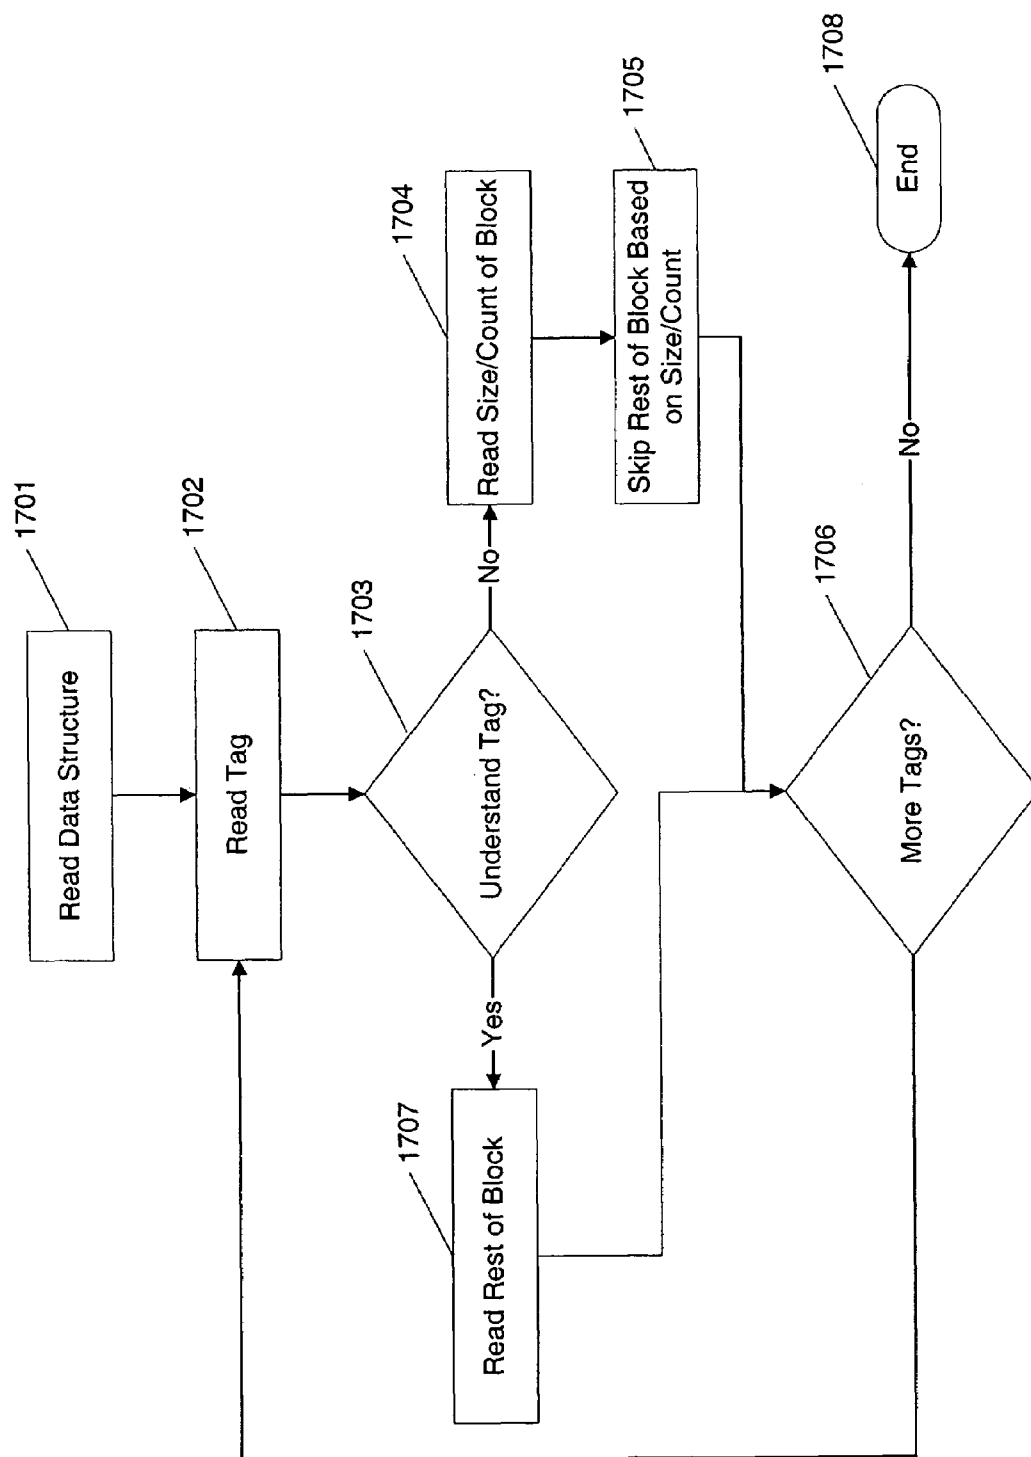 1701
Read Data Structure
1702
Read Tag
1703
Understand Tag?
No
1704
Read Size/Count of Block
1705
Skip Rest of Block Based
on Size/Count
Yes
1707
Read Rest of Block
1706
More Tags?
No
1708
End